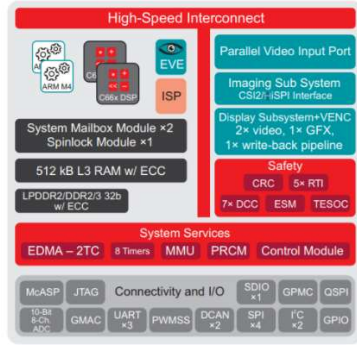 High-Speed Interconnect
ARM M4
C66x DSP
EVE
ISP
Parallel Video Input Port
Imaging Sub System
Display Subsystem+VENC
2× video, 1× GFX,
1× write-back pipeline
System Mailbox Module ×2
Spinlock Module ×1
512 kB L3 RAM w/ ECC
LPDDR2/DDR2/3 32b
w/ ECC
Safety
CRC
5× RTI
7× DCC
ESM
TESOC
System Services
EDMA – 2TC
8 Timers
MMU
PRCM
Control Module
McASP
JTAG
Connectivity and I/O
SDIO
×1
GPMC
QSPI
10-Bit
8-Ch.
ADC
GMAC
UART
×3
PWMSS
DCAN
×2
SPI
×4
I²C
×2
GPIO